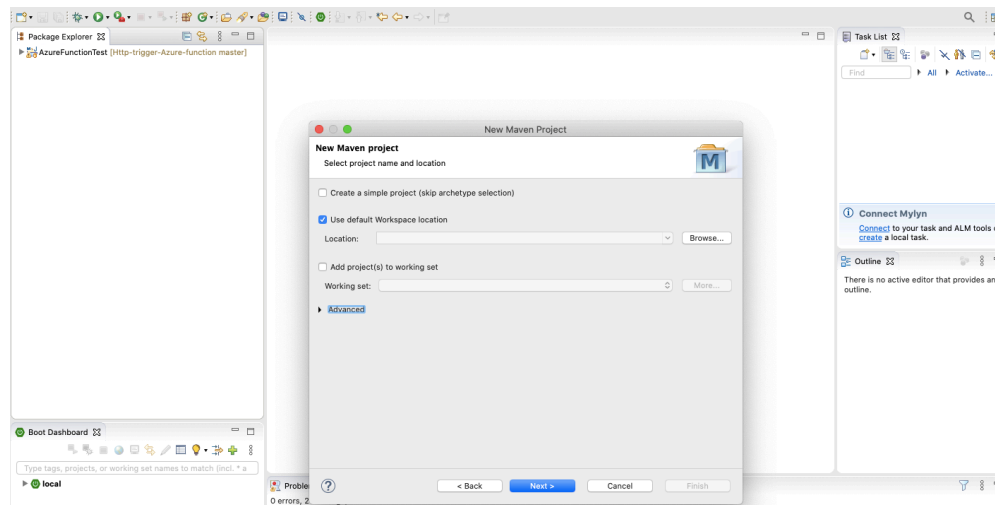 Package Explorer
AzureFunctionTest [Http-trigger-Azure-function master]
Task List
Find
All
Activate...
New Maven Project
New Maven project
Select project name and location
M
Create a simple project (skip archetype selection)
Use default Workspace location
Location:
Browse...
Add project(s) to working set
Working set:
More...
Advanced
Connect Mylyn
Connect to your task and ALM tools
create a local task.
Outline
There is no active editor that provides an
outline.
Boot Dashboard
Type tags, projects, or working set names to match (incl. * a
local
Proble
0 errors, 2
?
< Back
Next >
Cancel
Finish